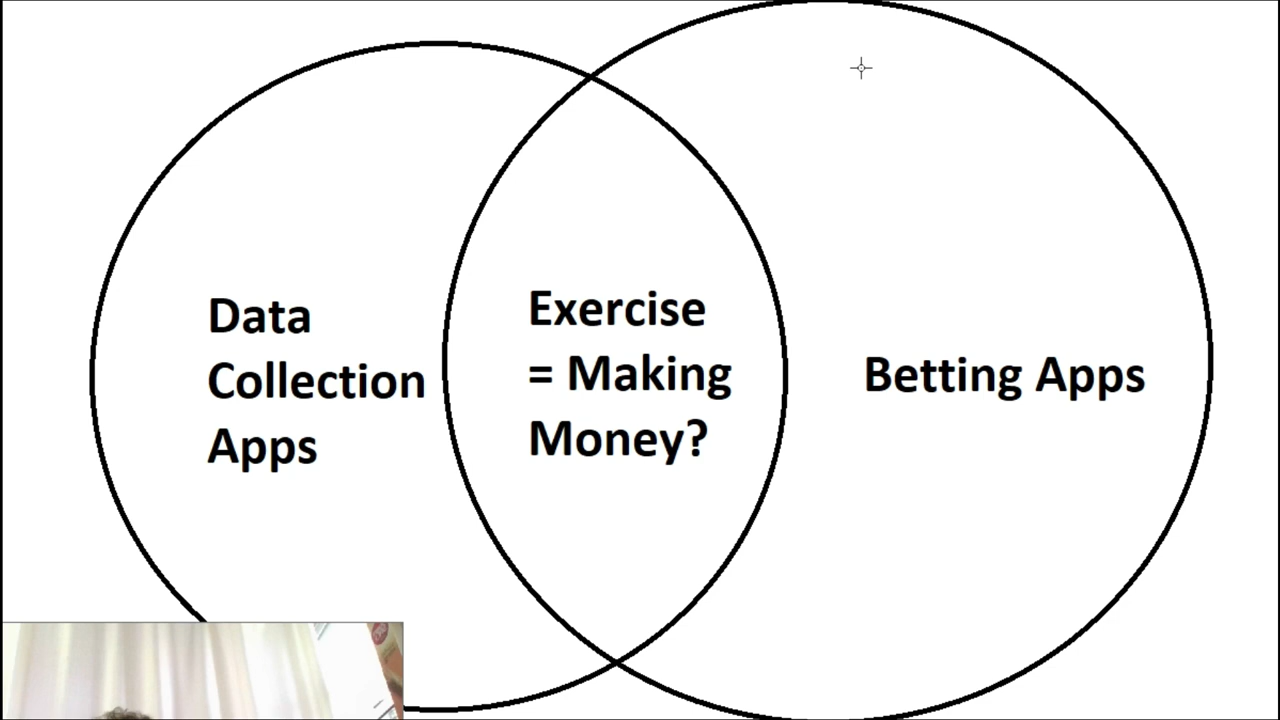 Data
Collection
Apps
Exercise
= Making
Money?
Betting Apps